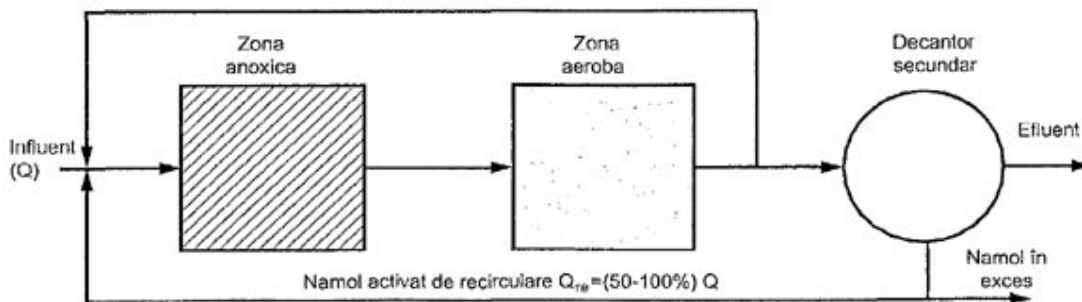 Zona
anoxica
Zona
aeroba
Decantor
secundar
Influent
(Q)
Efluent
Namol activat de recirculare Qre=(50-100%) Q
Namol în
exces